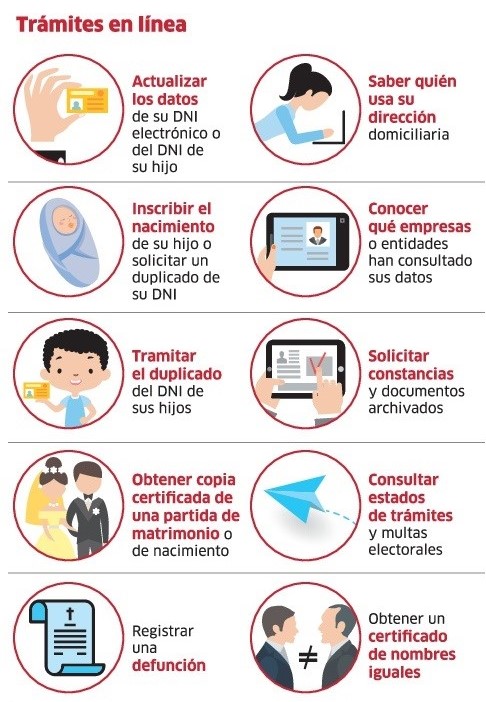 Trámites en línea
Actualizar
los datos
de su DNI
electrónico o
del DNI de
su hijo
Saber quién
usa su
dirección
domiciliaria
Inscribir el
nacimiento
de su hijo o
solicitar un
duplicado de
su DNI
Conocer
qué empresas
o entidades
han consultado
sus datos
Tramitar
el duplicado
del DNI de
sus hijos
Solicitar
constancias
y documentos
archivados
Obtener copia
certificada de
una partida de
matrimonio o
de nacimiento
Consultar
estados
de trámites
y multas
electorales
Registrar
una
defunción
≠
Obtener un
certificado
de nombres
iguales